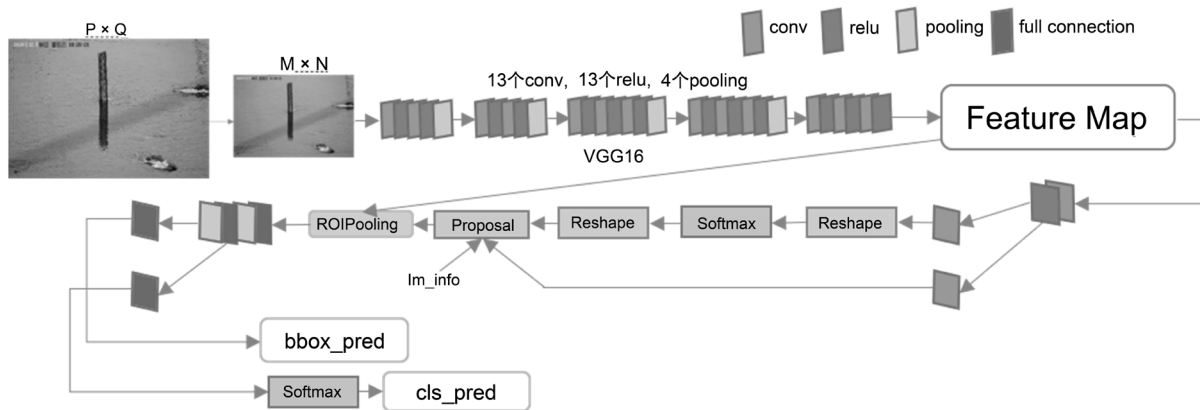 P × Q
M × N
conv
relu
pooling
full connection
13个conv, 13个relu, 4个pooling
VGG16
Feature Map
ROIPooling
Proposal
Reshape
Softmax
Reshape
Im_info
bbox_pred
Softmax
cls_pred